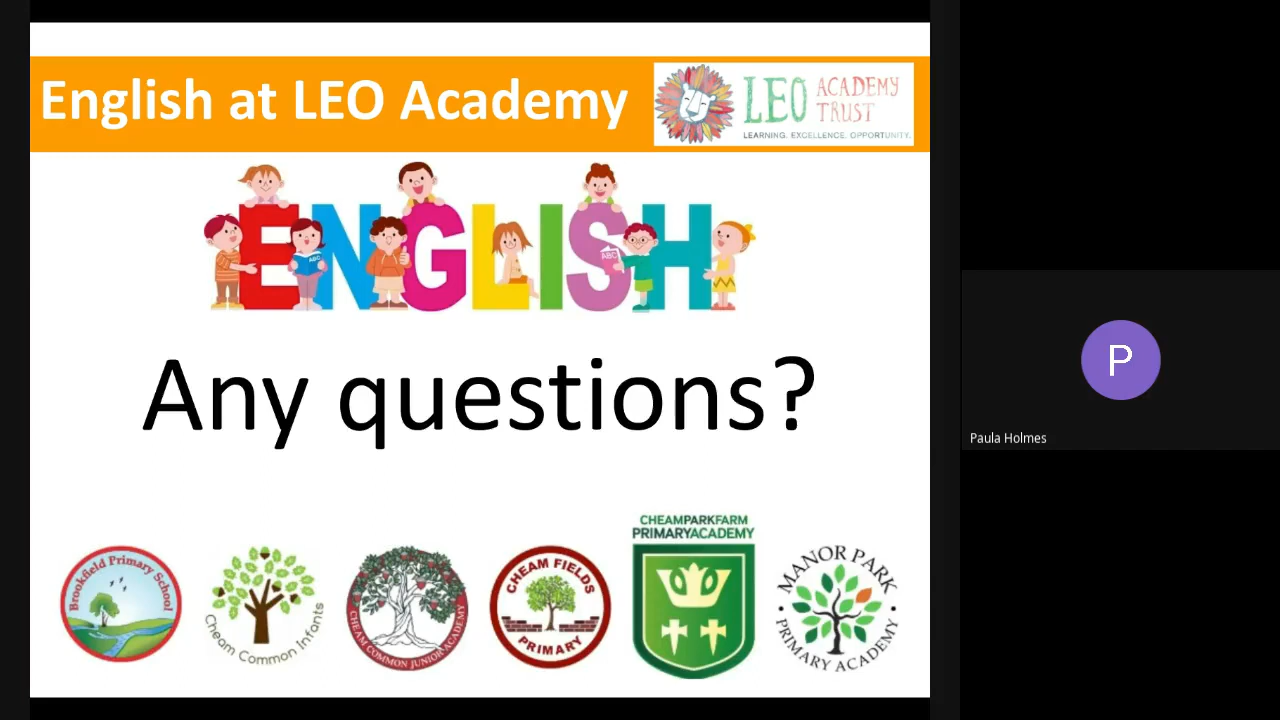 English at LEO Academy
LEO ACADEMY TRUST
LEARNING. EXCELLENCE. OPPORTUNITY.
ENGLISH
ABC
ABC
Any questions?
Paula Holmes
P
Brookfield Primary School
Cheam Common Infants
CHEAM COMMON JUNIOR ACADEMY
CHEAM FIELDS
PRIMARY
CHEAMPARKFARM
PRIMARYACADEMY
MANOR PARK
PRIMARY ACADEMY